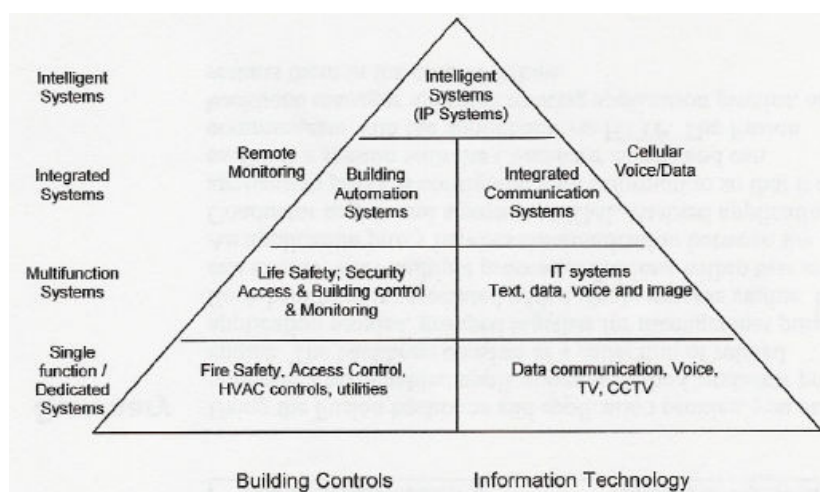 Intelligent
Systems
Intelligent
Systems
(IP Systems)
Integrated
Systems
Remote
Monitoring
Building
Automation
Systems
Integrated
Communication
Systems
Cellular
Voice/Data
Multifunction
Systems
Life Safety; Security
Access & Building control
& Monitoring
IT systems
Text, data, voice and image
Single
function /
Dedicated
Systems
Fire Safety, Access Control,
HVAC controls, utilities
Data communication, Voice,
TV, CCTV
Building Controls
Information Technology